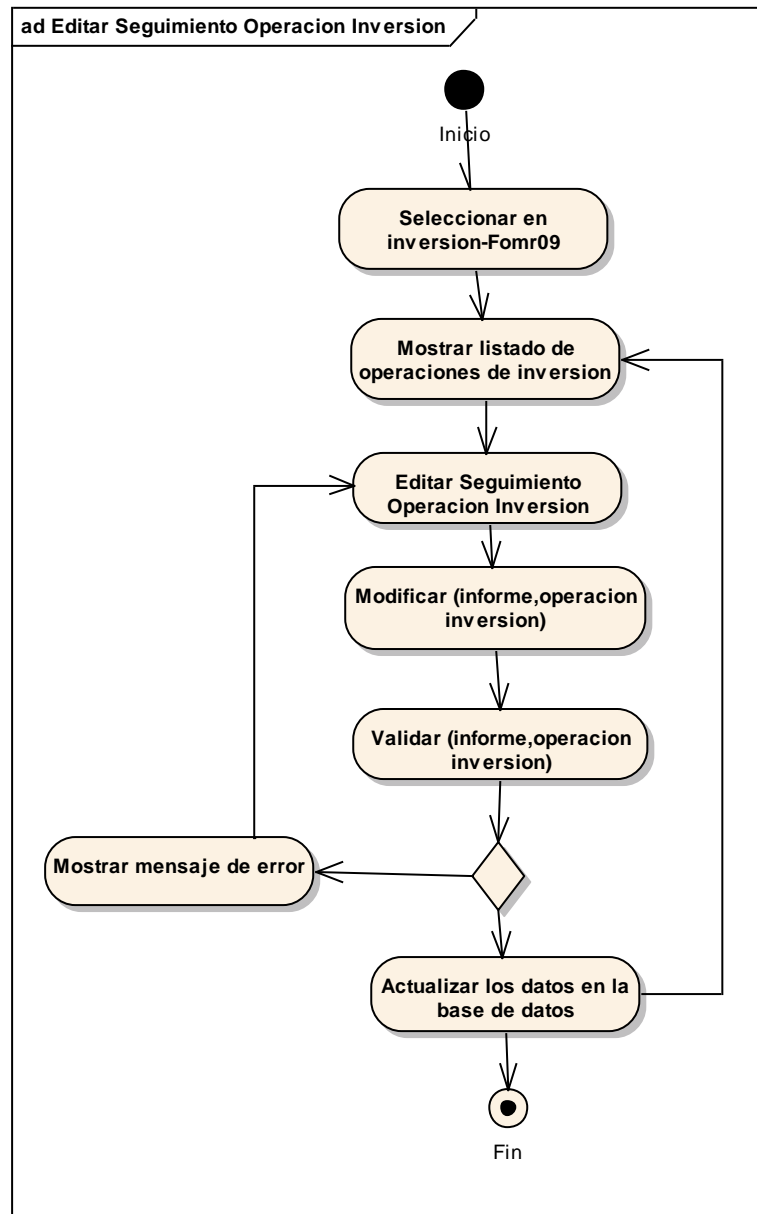 ad Editar Seguimiento Operacion Inversion
Inicio
Seleccionar en
inversion-Fomr09
Mostrar listado de
operaciones de inversion
Editar Seguimiento
Operacion Inversion
Modificar (informe,operacion
inversion)
Validar (informe,operacion
inversion)
Mostrar mensaje de error
Actualizar los datos en la
base de datos
Fin